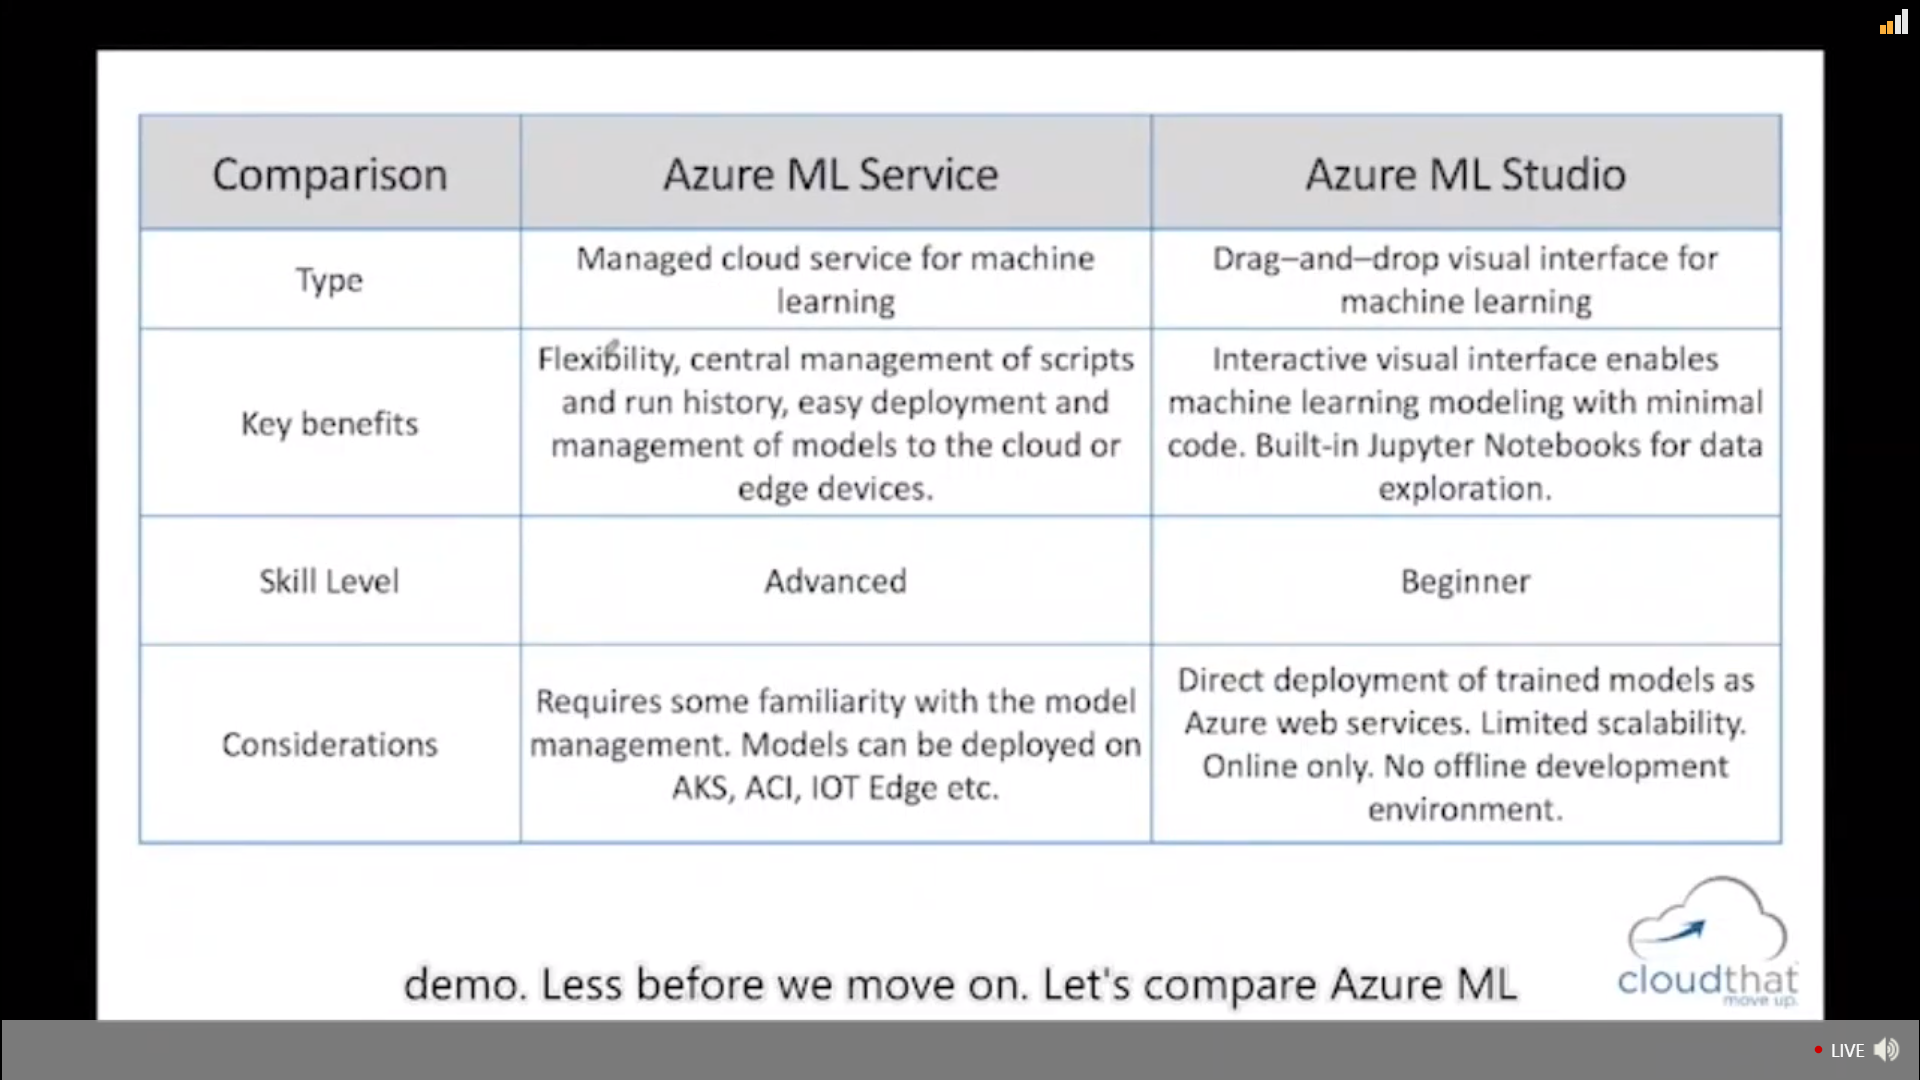 Comparison
Azure ML Service
Azure ML Studio
Type
Managed cloud service for machine
learning
Drag–and–drop visual interface for
machine learning
Key benefits
Flexibility, central management of scripts
and run history, easy deployment and
management of models to the cloud or
edge devices.
Interactive visual interface enables
machine learning modeling with minimal
code. Built-in Jupyter Notebooks for data
exploration.
Skill Level
Advanced
Beginner
Considerations
Requires some familiarity with the model
management. Models can be deployed on
AKS, ACI, IOT Edge etc.
Direct deployment of trained models as
Azure web services. Limited scalability.
Online only. No offline development
environment.
cloudthat
move up.
demo. Less before we move on. Let's compare Azure ML
LIVE